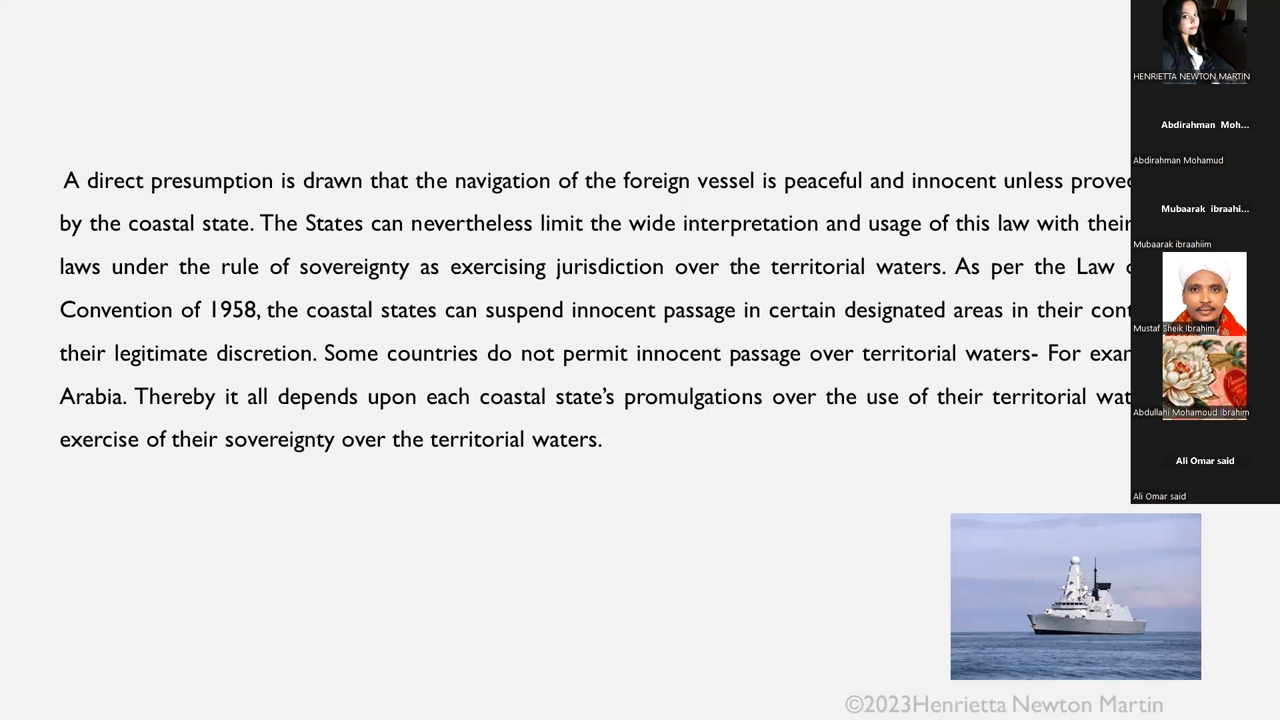 A direct presumption is drawn that the navigation of the foreign vessel is peaceful and innocent unless
by the coastal state. The States can nevertheless limit the wide interpretation and usage of this law with their
laws under the rule of sovereignty as exercising jurisdiction over the territorial waters. As per the Law
Convention of 1958, the coastal states can suspend innocent passage in certain designated areas in their
their legitimate discretion. Some countries do not permit innocent passage over territorial waters- For
Arabia. Thereby it all depends upon each coastal state’s promulgations over the use of their territorial
exercise of their sovereignty over the territorial waters.
HENRIETTA NEWTON MARTIN
Abdirahman Moh...
Abdirahman Mohamud
Mubaarak ibraahi...
Mubaarak ibraahiim
Mustaf Sheik Ibrahim
Abdullahi Mohamoud Ibrahim
Ali Omar said
Ali Omar said
©2023Henrietta Newton Martin